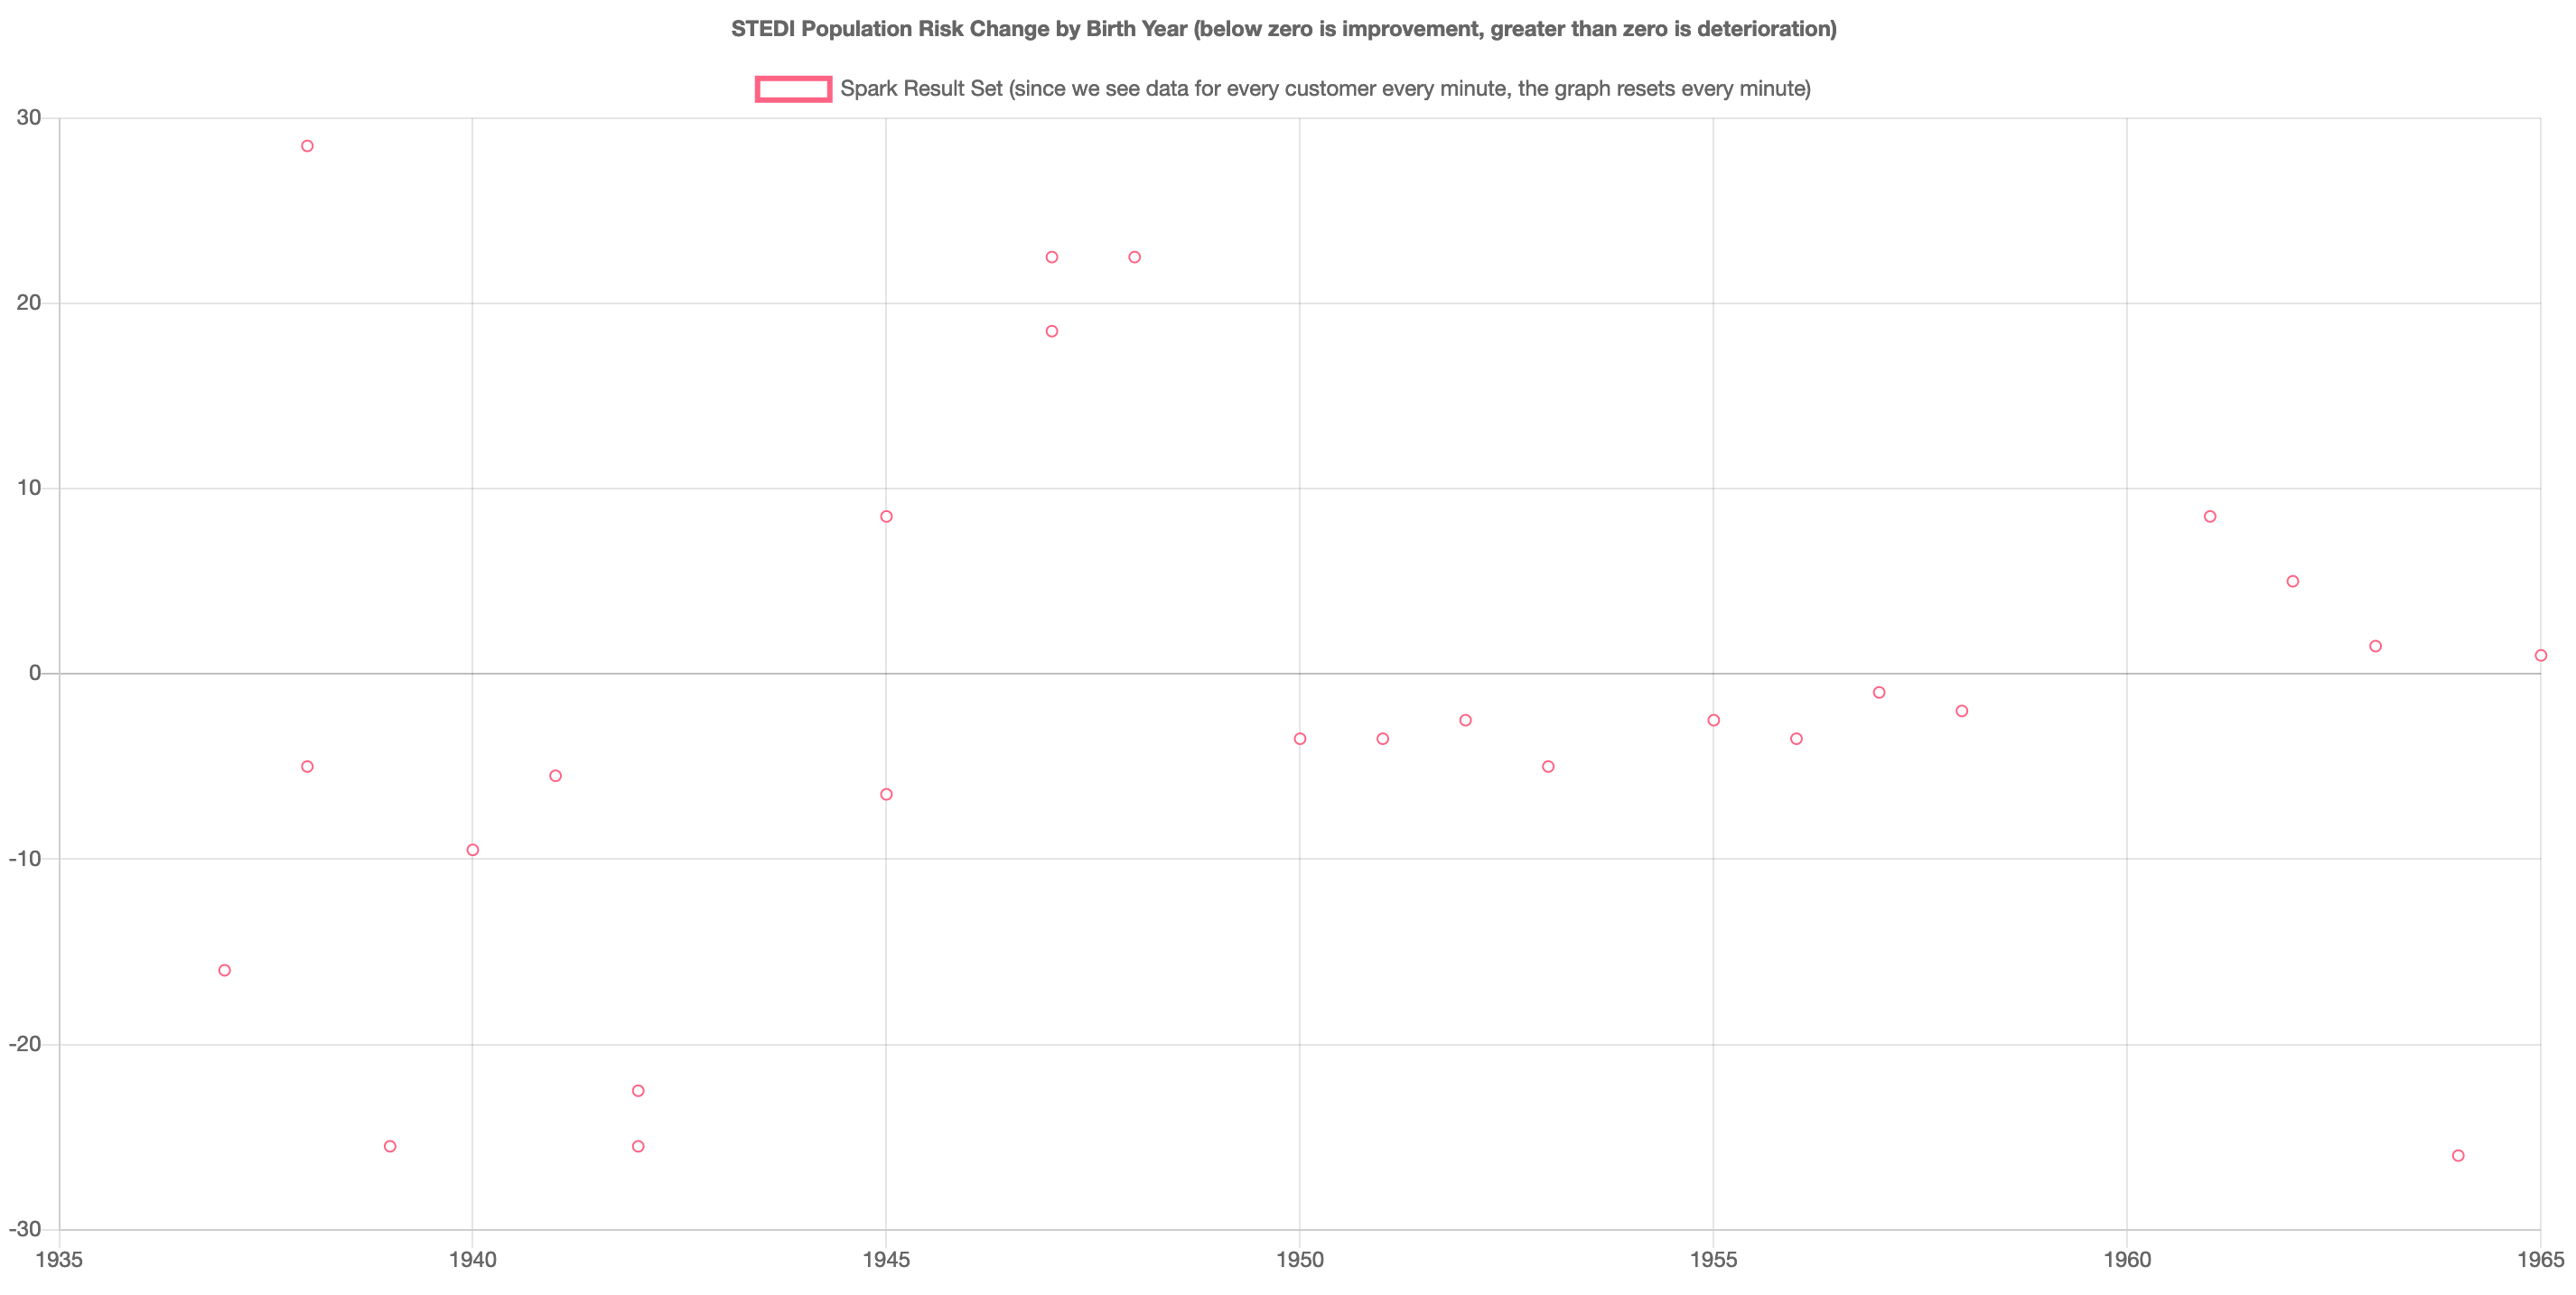 STEDI Population Risk Change by Birth Year (below zero is improvement, greater than zero is deterioration)
Spark Result Set (since we see data for every customer every minute, the graph resets every minute)
30
20
10
0
-10
-20
-30
1935 1940 1945 1950 1955 1960 1965